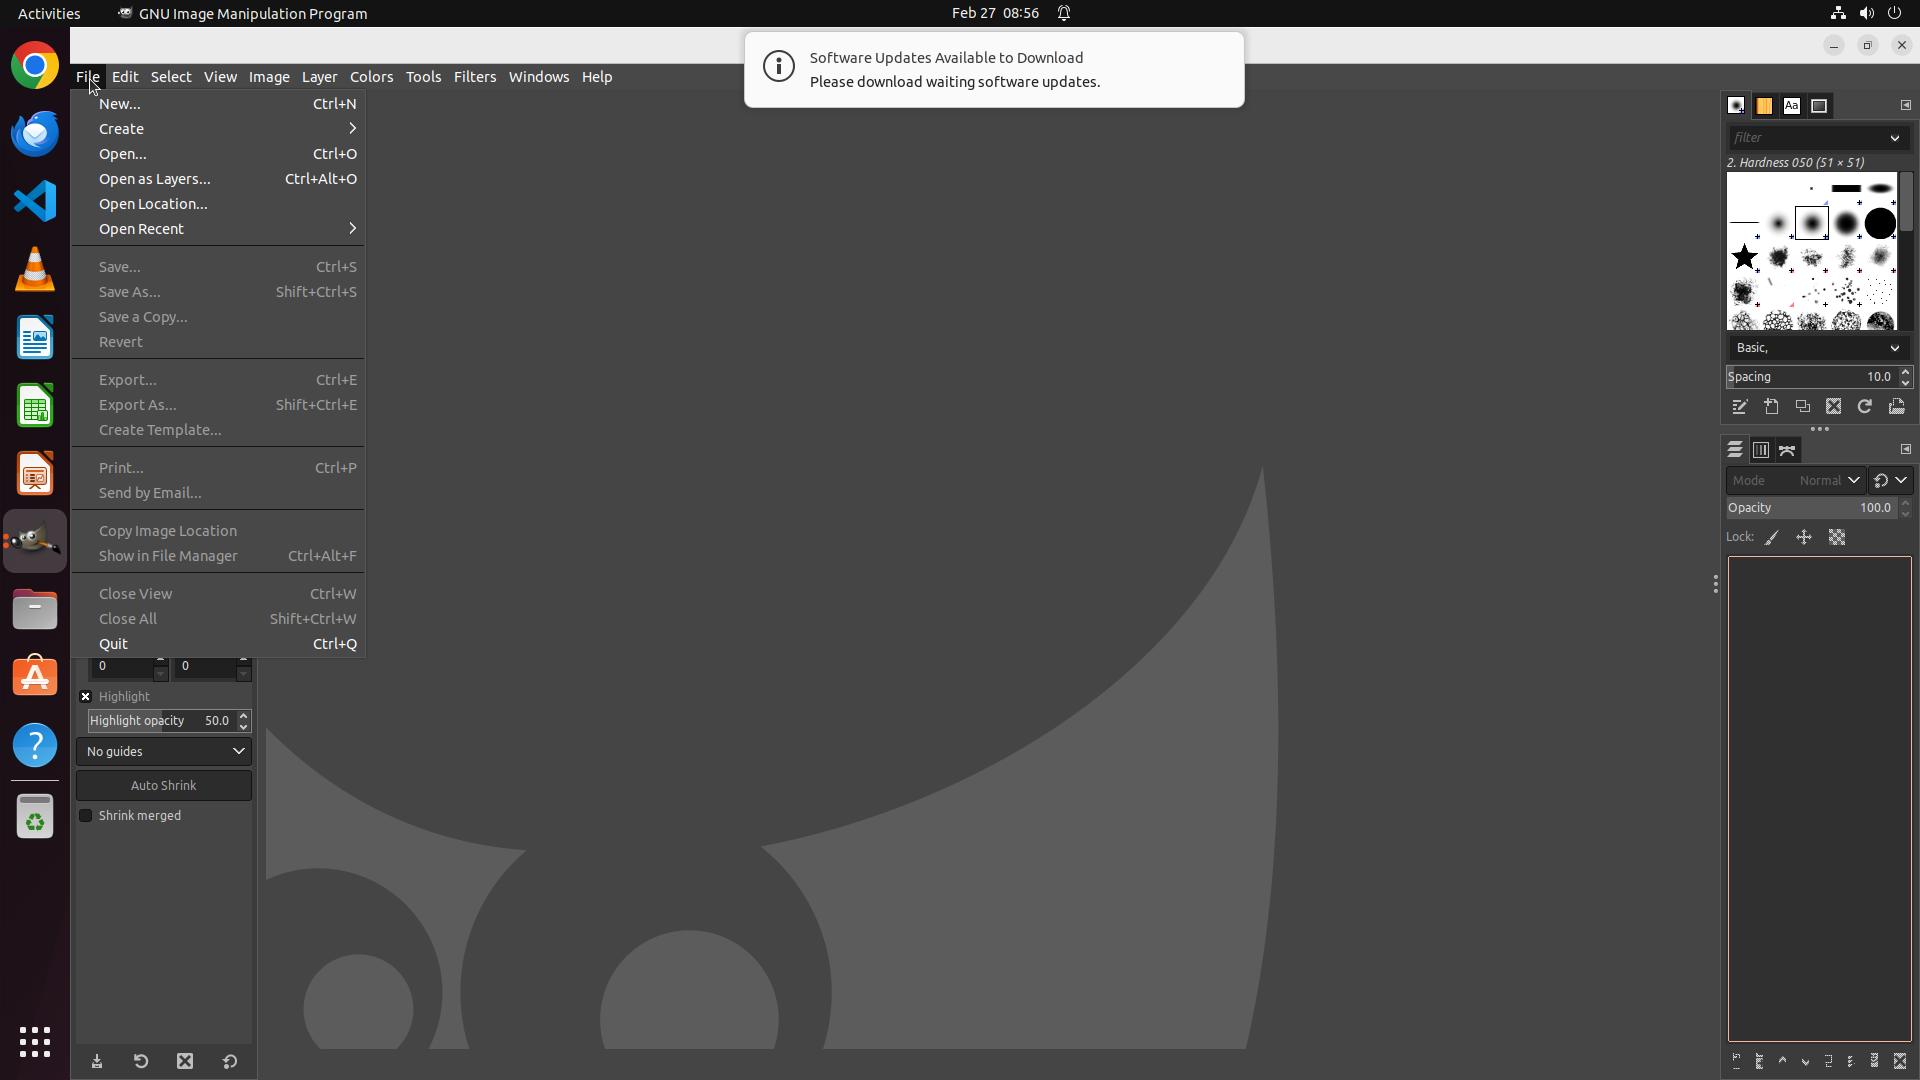 Activities
GNU Image Manipulation Program
Feb 27 08:56
Software Updates Available to Download
Please download waiting software updates.
File Edit Select View Image Layer Colors Tools Filters Windows Help
New... Ctrl+N
Create
Open... Ctrl+O
Open as Layers... Ctrl+Alt+O
Open Location...
Open Recent
Save... Ctrl+S
Save As... Shift+Ctrl+S
Save a Copy...
Revert
Export... Ctrl+E
Export As... Shift+Ctrl+E
Create Template...
Print... Ctrl+P
Send by Email...
Copy Image Location
Show in File Manager Ctrl+Alt+F
Close View Ctrl+W
Close All Shift+Ctrl+W
Quit Ctrl+Q
0 0
Highlight
Highlight opacity 50.0
No guides
Auto Shrink
Shrink merged
Aa
filter
2. Hardness 050 (51 × 51)
Basic,
Spacing 10.0
Mode Normal
Opacity 100.0
Lock: